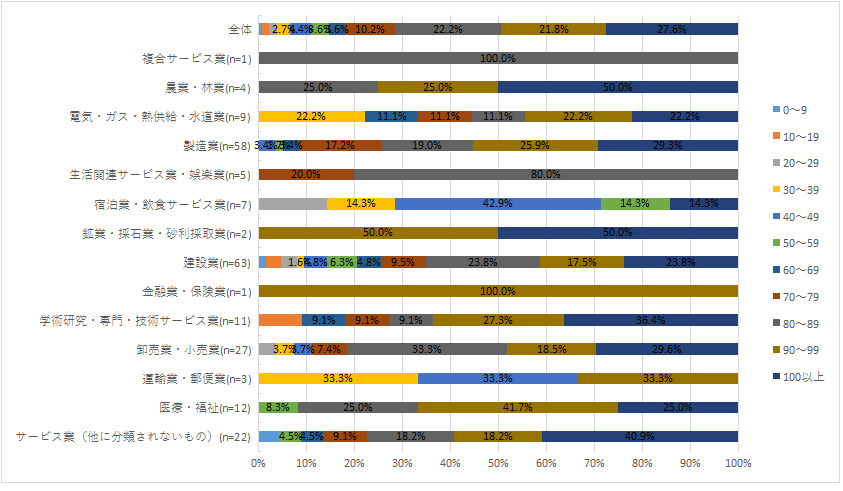 全体 2.7% 4.4% 3.6% 3.6% 10.2% 22.2% 21.8% 27.6%
複合サービス業(n=1) 100.0%
農業・林業(n=4) 25.0% 25.0% 50.0%
電気・ガス・熱供給・水道業(n=9) 22.2% 11.1% 11.1% 11.1% 22.2% 22.2%
製造業(n=58) 3.4% 1.7% 3.4% 17.2% 19.0% 25.9% 29.3%
生活関連サービス業・娯楽業(n=5) 20.0% 80.0%
宿泊業・飲食サービス業(n=7) 14.3% 42.9% 14.3% 14.3%
鉱業・採石業・砂利採取業(n=2) 50.0% 50.0%
建設業(n=63) 1.6% 4.8% 6.3% 4.8% 9.5% 23.8% 17.5% 23.8%
金融業・保険業(n=1) 100.0%
学術研究・専門・技術サービス業(n=11) 9.1% 9.1% 9.1% 27.3% 36.4%
卸売業・小売業(n=27) 3.7% 3.7% 7.4% 33.3% 18.5% 29.6%
運輸業・郵便業(n=3) 33.3% 33.3% 33.3%
医療・福祉(n=12) 8.3% 25.0% 41.7% 25.0%
サービス業（他に分類されないもの）(n=22) 4.5% 4.5% 9.1% 18.2% 18.2% 40.9%
0% 10% 20% 30% 40% 50% 60% 70% 80% 90% 100%
0～9
10～19
20～29
30～39
40～49
50～59
60～69
70～79
80～89
90～99
100以上